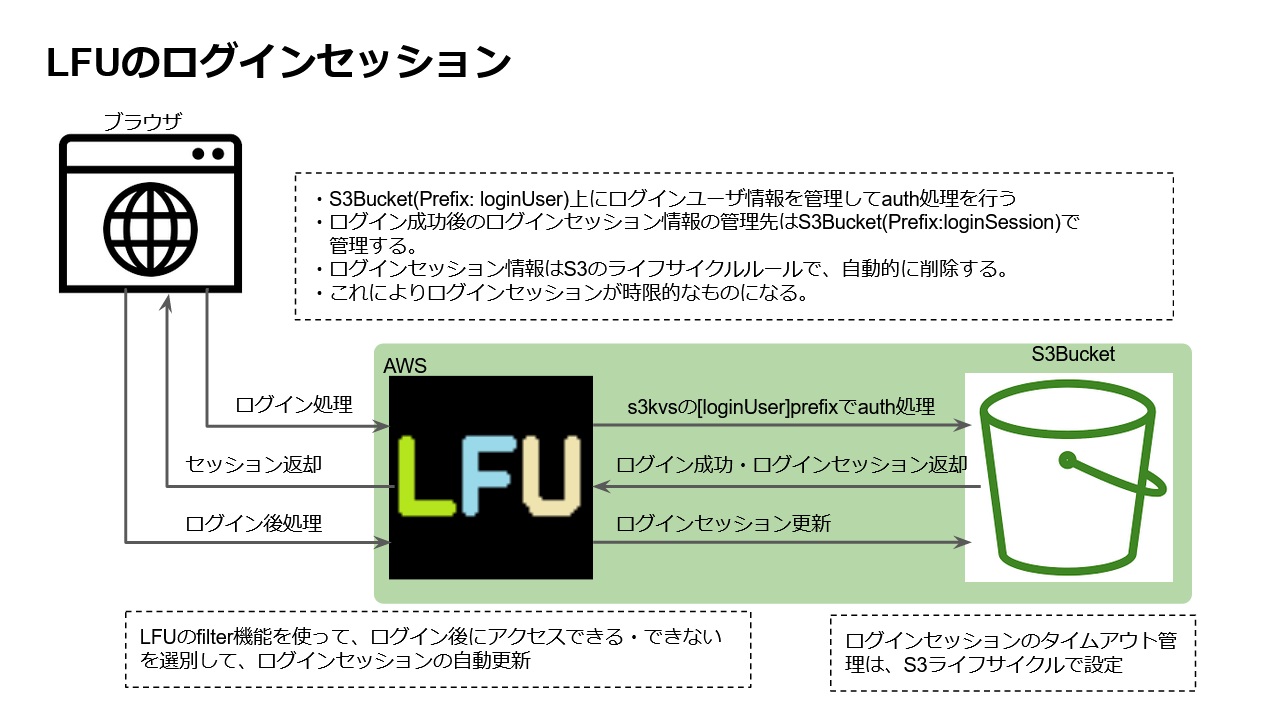 LFUのログインセッション
ブラウザ
・S3Bucket(Prefix: loginUser)上にログインユーザ情報を管理してauth処理を行う
・ログイン成功後のログインセッション情報の管理先はS3Bucket(Prefix:loginSession)で
管理する。
・ログインセッション情報はS3のライフサイクルルールで、自動的に削除する。
・これによりログインセッションが時限的なものになる。
AWS
S3Bucket
ログイン処理
s3kvsの[loginUser]prefixでauth処理
セッション返却
LFU
ログイン成功・ログインセッション返却
ログイン後処理
ログインセッション更新
LFUのfilter機能を使って、ログイン後にアクセスできる・できない
を選別して、ログインセッションの自動更新
ログインセッションのタイムアウト管
理は、S3ライフサイクルで設定